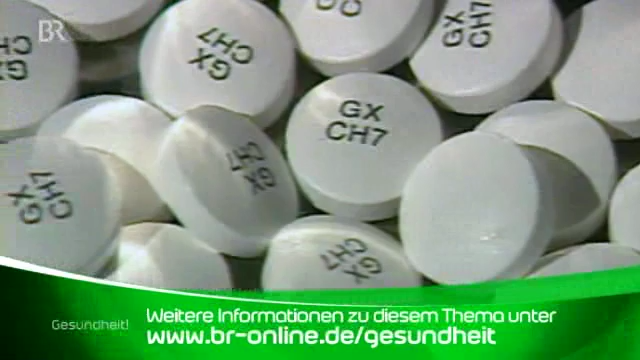 BR
GX
CH7
GX
CH7
GX
CH7
GX
CH7
GX
CH7
GX
CH7
GX
CH7
Gesundheit!
Weitere Informationen zu diesem Thema unter
www.br-online.de/gesundheit